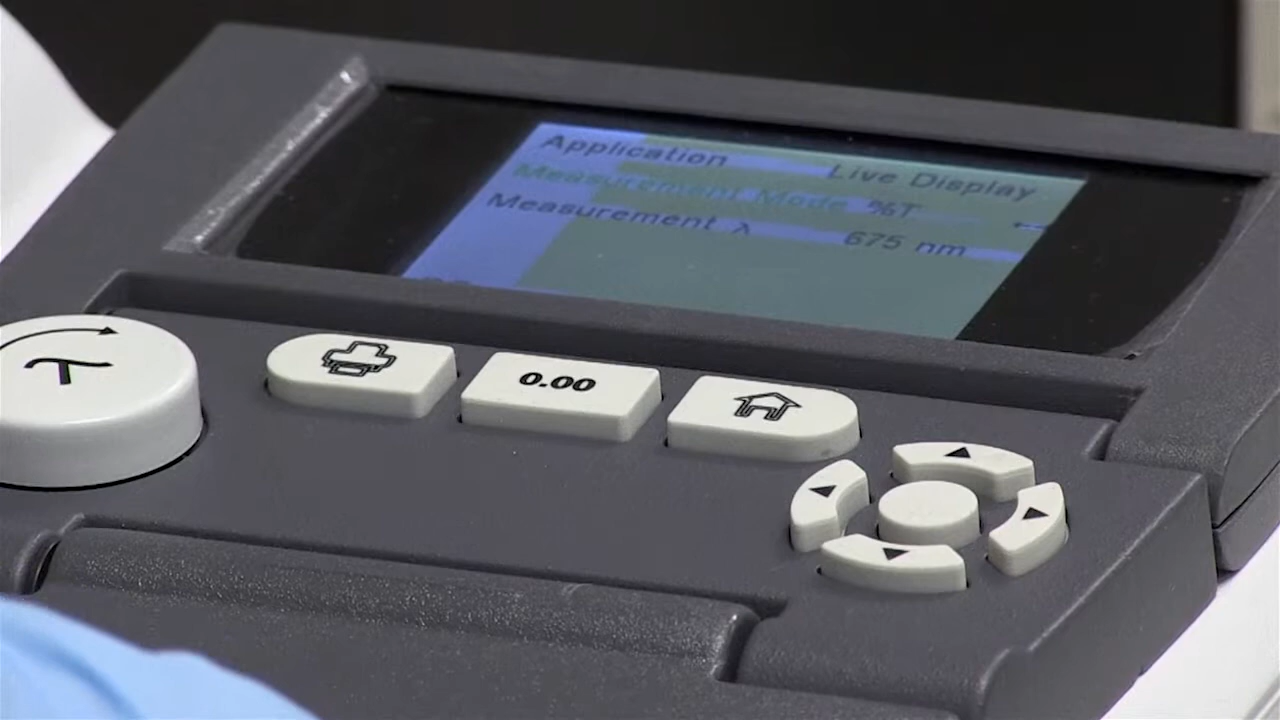 Application Live Display
Measurement Mode %T
Measurement λ 675 nm
λ
0.00